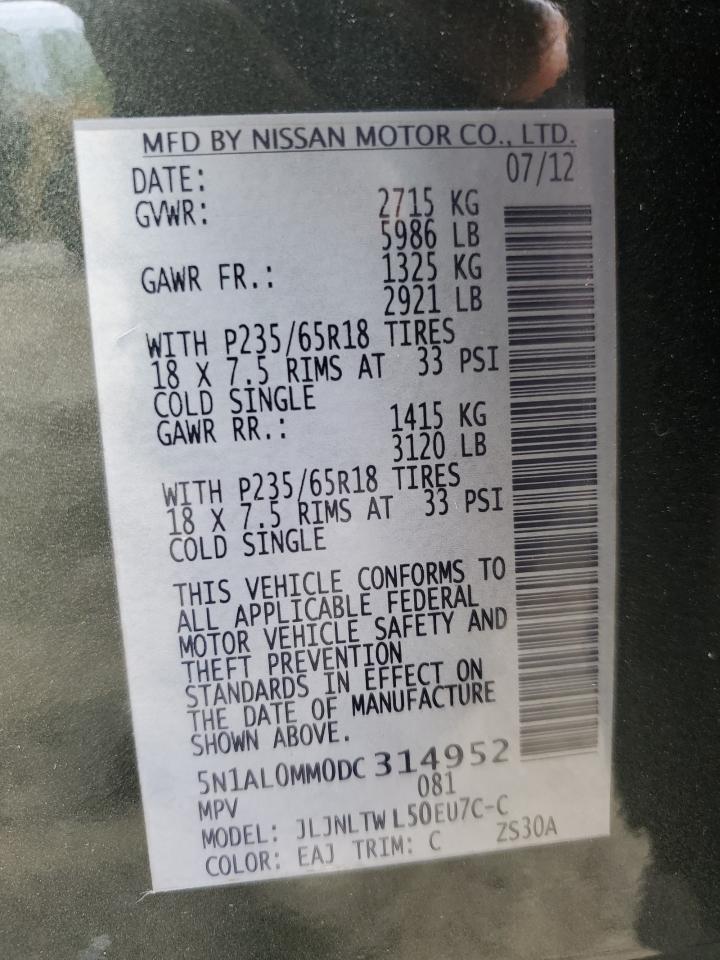 MFD BY NISSAN MOTOR CO., LTD.
DATE: 07/12
GVWR: 2715 KG
5986 LB
GAWR FR.: 1325 KG
2921 LB
WITH P235/65R18 TIRES
18 X 7.5 RIMS AT 33 PSI
COLD SINGLE
GAWR RR.: 1415 KG
3120 LB
WITH P235/65R18 TIRES
18 X 7.5 RIMS AT 33 PSI
COLD SINGLE
THIS VEHICLE CONFORMS TO
ALL APPLICABLE FEDERAL
MOTOR VEHICLE SAFETY AND
THEFT PREVENTION
STANDARDS IN EFFECT ON
THE DATE OF MANUFACTURE
SHOWN ABOVE.
5N1AL0MM0DC 314952
MPV 081
MODEL: JLJNLTW L50EU7C-C
COLOR: EAJ TRIM: C ZS30A